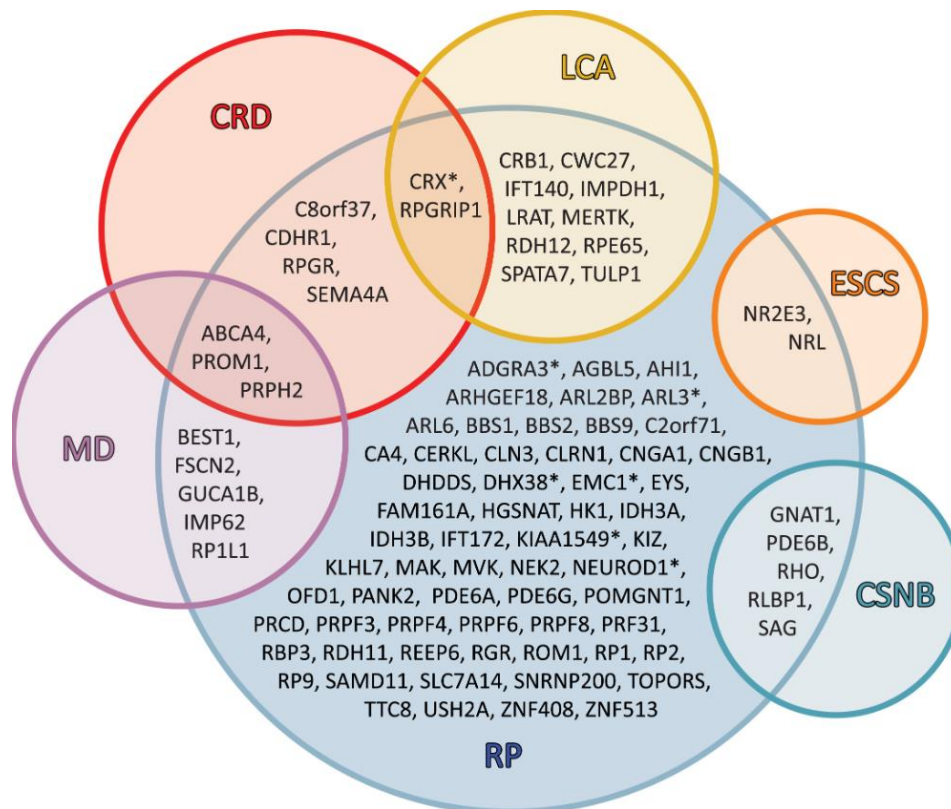 CRD
LCA
CRX*,
RPGRIP1
CRB1, CWC27,
IFT140, IMPDH1,
LRAT, MERTK,
RDH12, RPE65,
SPATA7, TULP1
C8orf37,
CDHR1,
RPGR,
SEMA4A
ESCS
NR2E3,
NRL
ABCA4,
PROM1,
PRPH2
MD
BEST1,
FSCN2,
GUCA1B,
IMP62
RP1L1
ADGRA3*, AGBL5, AHI1,
ARHGEF18, ARL2BP, ARL3*,
ARL6, BBS1, BBS2, BBS9, C2orf71,
CA4, CERKL, CLN3, CLRN1, CNGA1, CNGB1,
DHDDS, DHX38*, EMC1*, EYS,
FAM161A, HGSNAT, HK1, IDH3A,
IDH3B, IFT172, KIAA1549*, KIZ,
KLHL7, MAK, MVK, NEK2, NEUROD1*,
OFD1, PANK2, PDE6A, PDE6G, POMGNT1,
PRCD, PRPF3, PRPF4, PRPF6, PRPF8, PRF31,
RBP3, RDH11, REEP6, RGR, ROM1, RP1, RP2,
RP9, SAMD11, SLC7A14, SNRNP200, TOPORS,
TTC8, USH2A, ZNF408, ZNF513
GNAT1,
PDE6B,
RHO,
RLBP1,
SAG
CSNB
RP